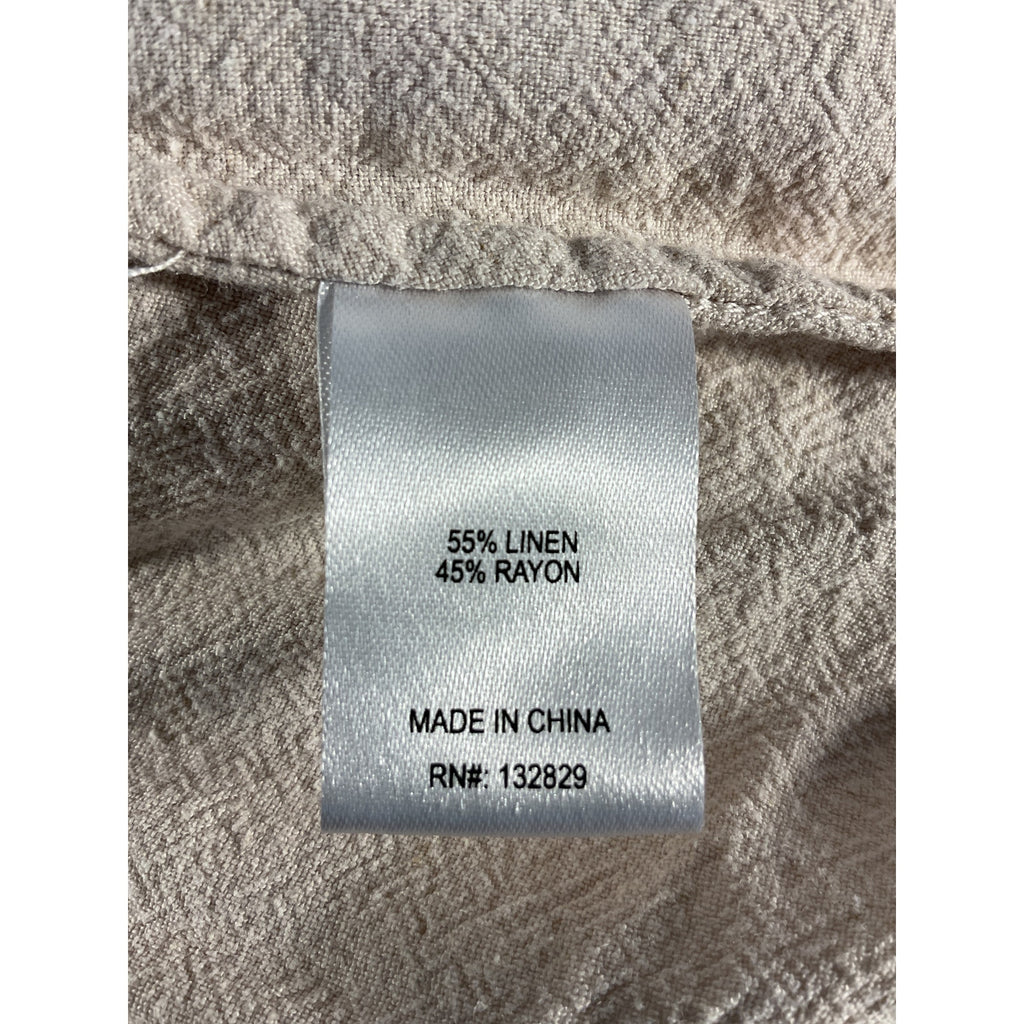 55% LINEN
45% RAYON
MADE IN CHINA
RN#: 132829